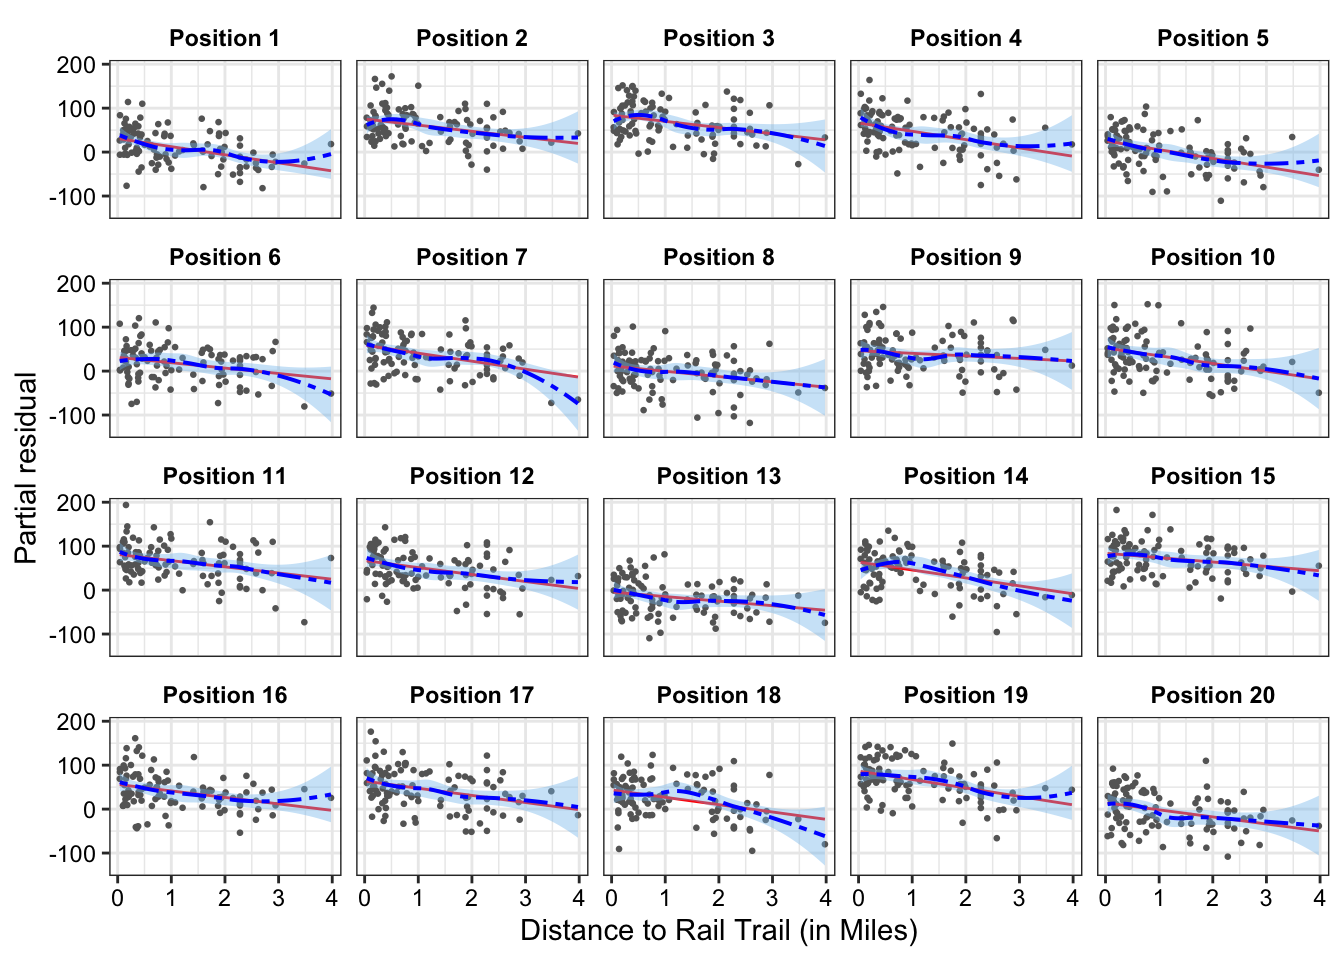 Position 1 Position 2 Position 3 Position 4 Position 5
200
100
0
-100
Position 6 Position 7 Position 8 Position 9 Position 10
200
100
0
-100
Position 11 Position 12 Position 13 Position 14 Position 15
200
100
0
-100
Position 16 Position 17 Position 18 Position 19 Position 20
200
100
0
-100
0 1 2 3 4 0 1 2 3 4 0 1 2 3 4 0 1 2 3 4 0 1 2 3 4
Distance to Rail Trail (in Miles)
Partial residual